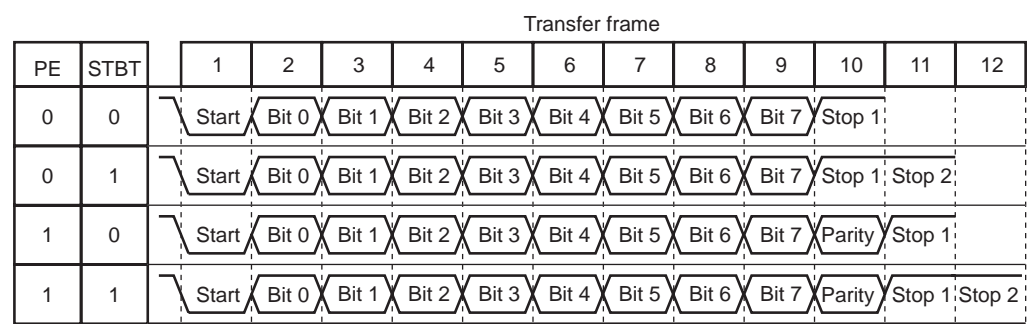 Transfer frame
PE STBT 1 2 3 4 5 6 7 8 9 10 11 12
0 0 Start Bit 0 Bit 1 Bit 2 Bit 3 Bit 4 Bit 5 Bit 6 Bit 7 Stop 1
0 1 Start Bit 0 Bit 1 Bit 2 Bit 3 Bit 4 Bit 5 Bit 6 Bit 7 Stop 1 Stop 2
1 0 Start Bit 0 Bit 1 Bit 2 Bit 3 Bit 4 Bit 5 Bit 6 Bit 7 Parity Stop 1
1 1 Start Bit 0 Bit 1 Bit 2 Bit 3 Bit 4 Bit 5 Bit 6 Bit 7 Parity Stop 1 Stop 2